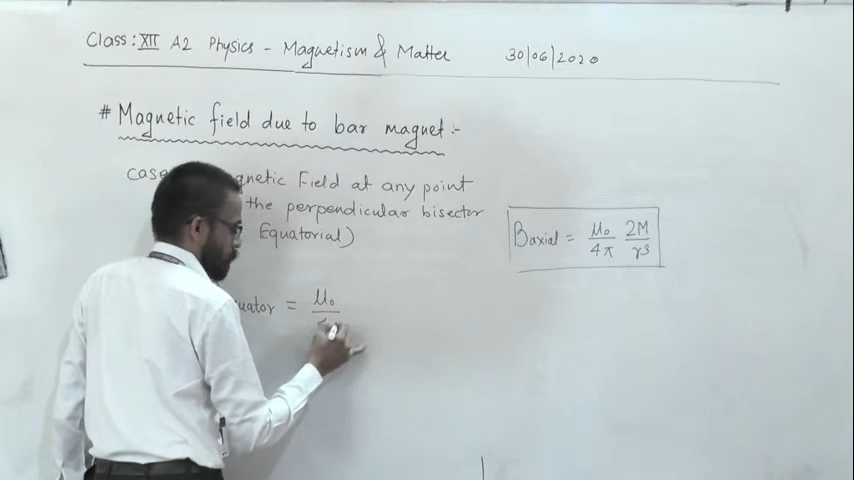 Class: XII A2 Physics - Magnetism & Matter 30/06/2020
# Magnetic field due to bar magnet :-
case gnetic Field at any point
the perpendicular bisector
Equatorial)
Baxial = μ₀/4π 2M/r³
uator = μ₀